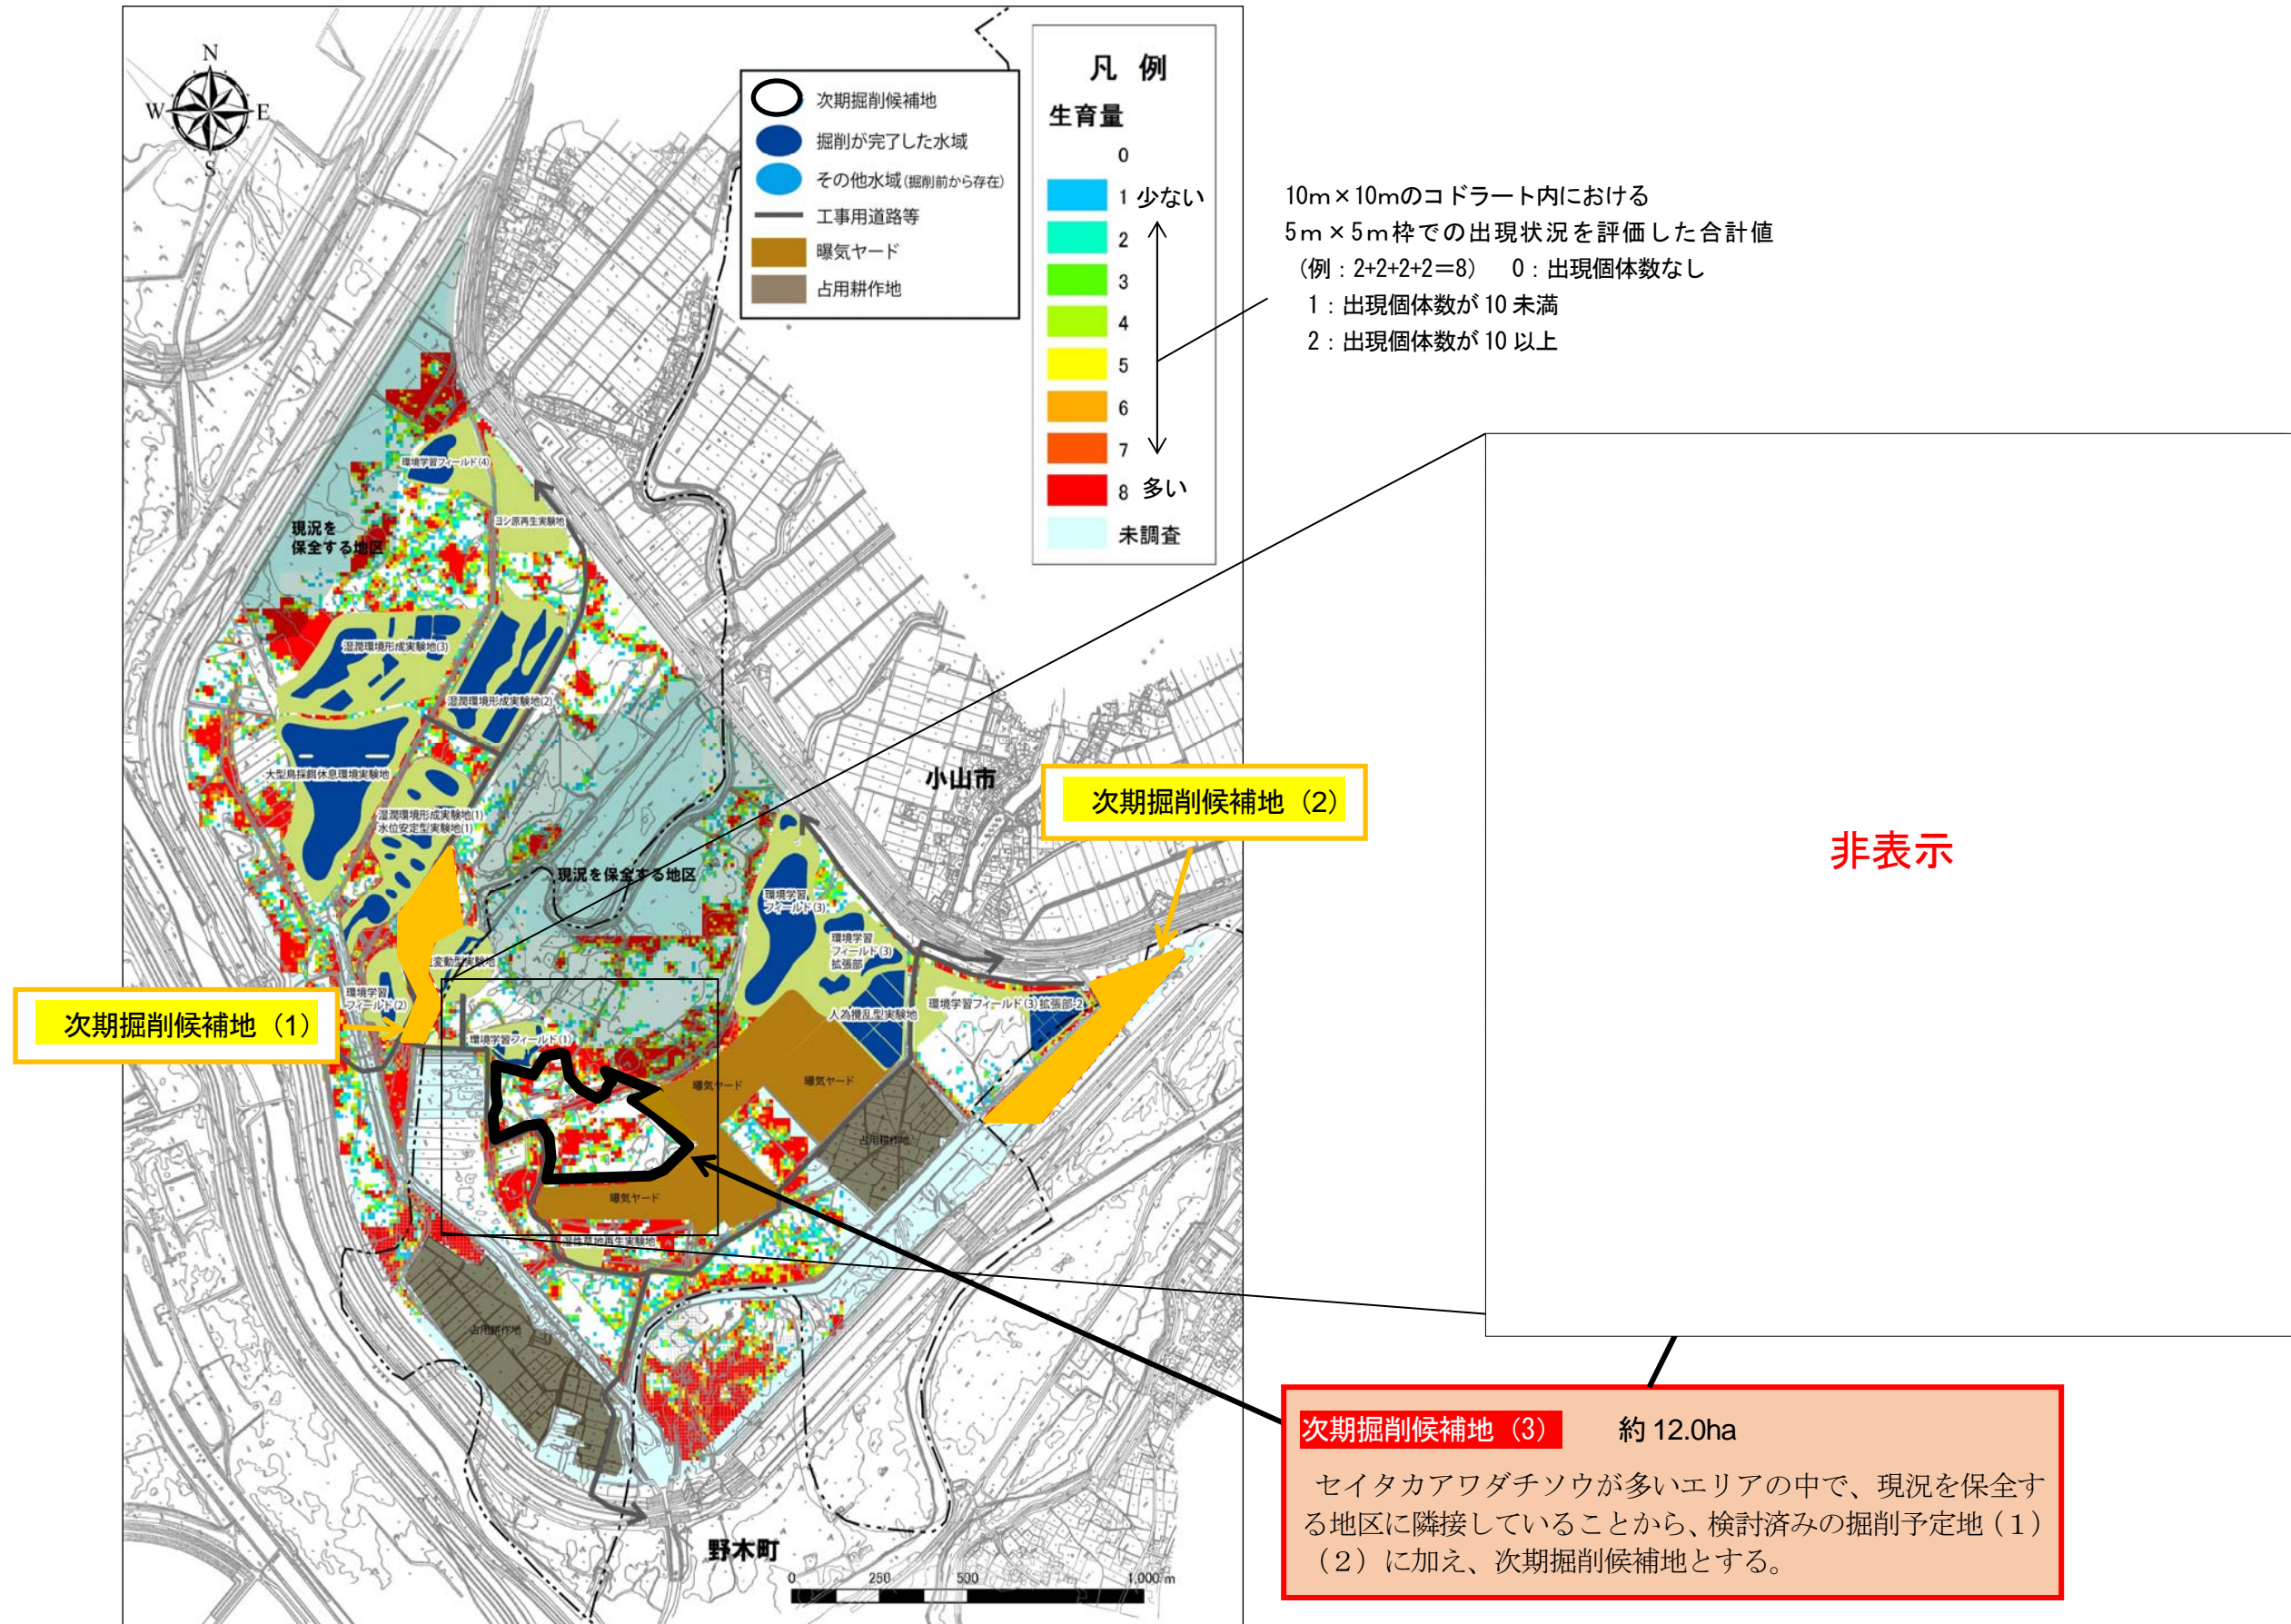 N
W
E
S
次期掘削候補地
掘削が完了した水域
その他水域(掘削前から存在)
工事用道路等
曝気ヤード
占用耕作地
凡 例
生育量
0
1 少ない
2
3
4
5
6
7
8 多い
未調査
10m×10mのコドラート内における
5m×5m枠での出現状況を評価した合計値
(例:2+2+2+2=8) 0:出現個体数なし
1:出現個体数が10未満
2:出現個体数が10以上
環境学習フィールド(4)
ヨシ原再生実験地
現況を
保全する地区
湿潤環境形成実験地(3)
湿潤環境形成実験地(2)
大型鳥採餌休息環境実験地
湿潤環境形成実験地(1)
水位安定型実験地(1)
小山市
次期掘削候補地(2)
非表示
現況を保全する地区
環境学習
フィールド(3)
環境学習
フィールド(3)
拡張部
変動型実験地
環境学習
フィールド(2)
環境学習フィールド(3)拡張部-2
人為攪乱型実験地
次期掘削候補地(1)
環境学習フィールド(1)
曝気ヤード
曝気ヤード
占用耕作地
曝気ヤード
湿性草地再生実験地
占用耕作地
次期掘削候補地(3) 約12.0ha
セイタカアワダチソウが多いエリアの中で、現況を保全す
る地区に隣接していることから、検討済みの掘削予定地(1)
(2)に加え、次期掘削候補地とする。
野木町
0 250 500 1,000 m